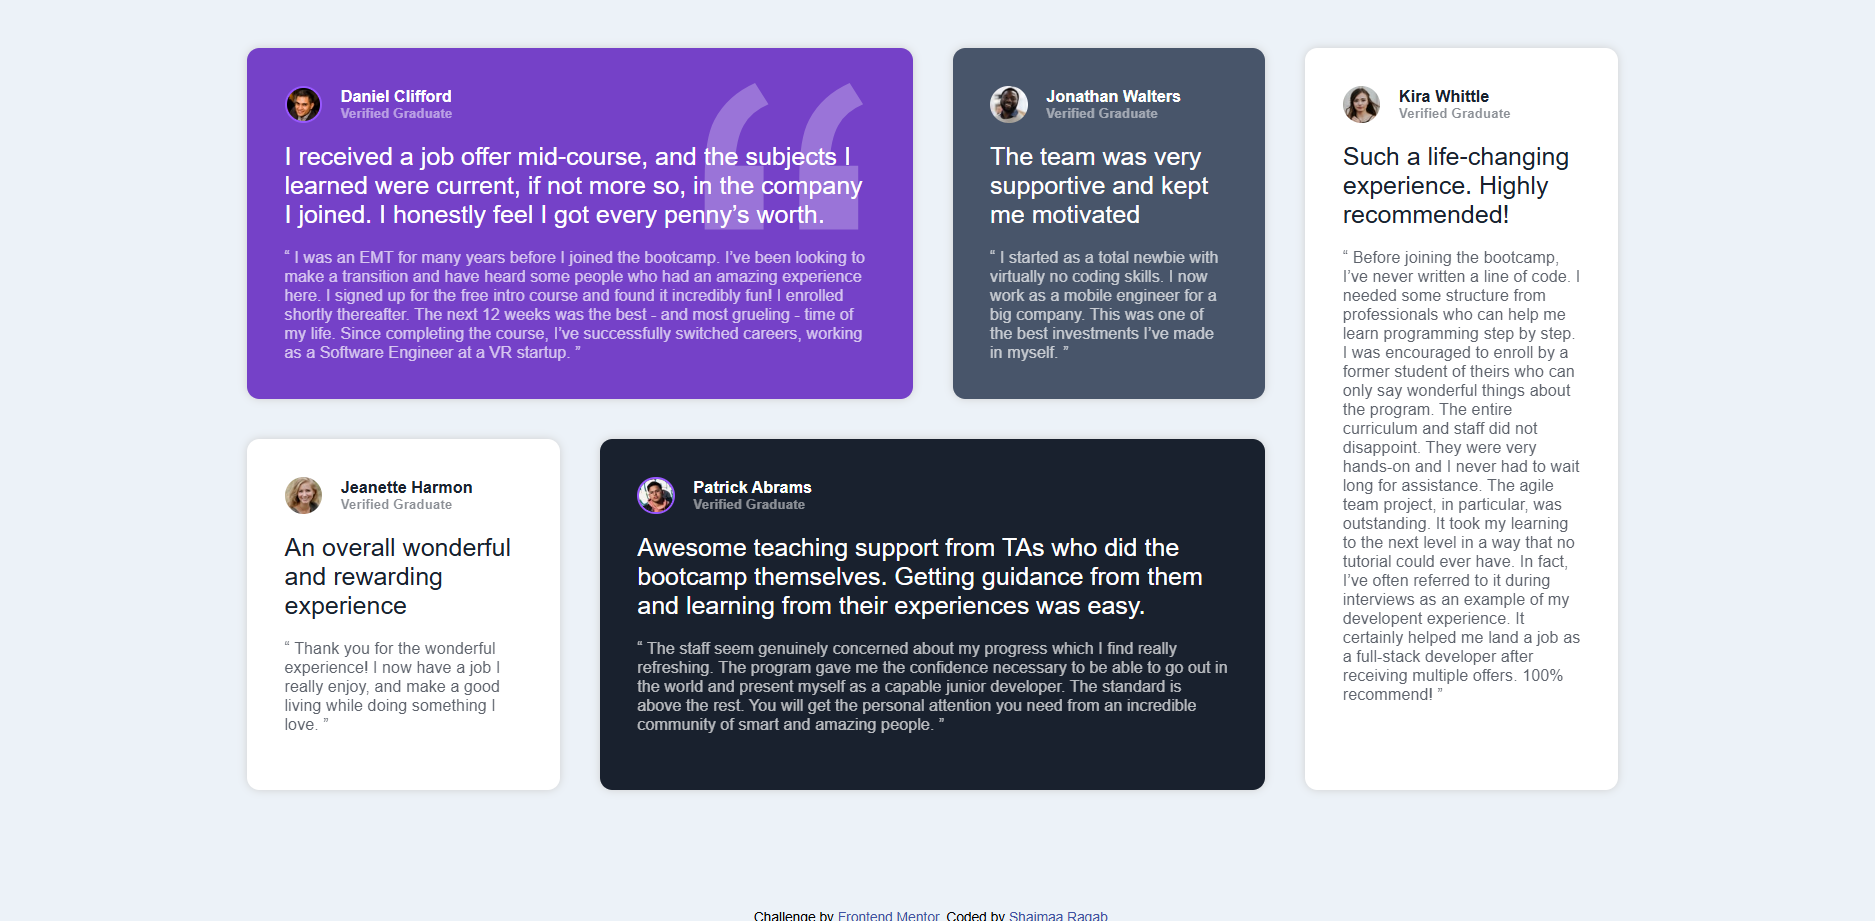 Daniel Clifford
Verified Graduate
I received a job offer mid-course, and the subjects I
learned were current, if not more so, in the company
I joined. I honestly feel I got every penny’s worth.
“ I was an EMT for many years before I joined the bootcamp. I’ve been looking to
make a transition and have heard some people who had an amazing experience
here. I signed up for the free intro course and found it incredibly fun! I enrolled
shortly thereafter. The next 12 weeks was the best - and most grueling - time of
my life. Since completing the course, I’ve successfully switched careers, working
as a Software Engineer at a VR startup. ”
Jonathan Walters
Verified Graduate
The team was very
supportive and kept
me motivated
“ I started as a total newbie with
virtually no coding skills. I now
work as a mobile engineer for a
big company. This was one of
the best investments I’ve made
in myself. ”
Kira Whittle
Verified Graduate
Such a life-changing
experience. Highly
recommended!
“ Before joining the bootcamp,
I’ve never written a line of code. I
needed some structure from
professionals who can help me
learn programming step by step.
I was encouraged to enroll by a
former student of theirs who can
only say wonderful things about
the program. The entire
curriculum and staff did not
disappoint. They were very
hands-on and I never had to wait
long for assistance. The agile
team project, in particular, was
outstanding. It took my learning
to the next level in a way that no
tutorial could ever have. In fact,
I’ve often referred to it during
interviews as an example of my
developent experience. It
certainly helped me land a job as
a full-stack developer after
receiving multiple offers. 100%
recommend! ”
Jeanette Harmon
Verified Graduate
An overall wonderful
and rewarding
experience
“ Thank you for the wonderful
experience! I now have a job I
really enjoy, and make a good
living while doing something I
love. ”
Patrick Abrams
Verified Graduate
Awesome teaching support from TAs who did the
bootcamp themselves. Getting guidance from them
and learning from their experiences was easy.
“ The staff seem genuinely concerned about my progress which I find really
refreshing. The program gave me the confidence necessary to be able to go out in
the world and present myself as a capable junior developer. The standard is
above the rest. You will get the personal attention you need from an incredible
community of smart and amazing people. ”
Challenge by Frontend Mentor. Coded by Shaimaa Ragab